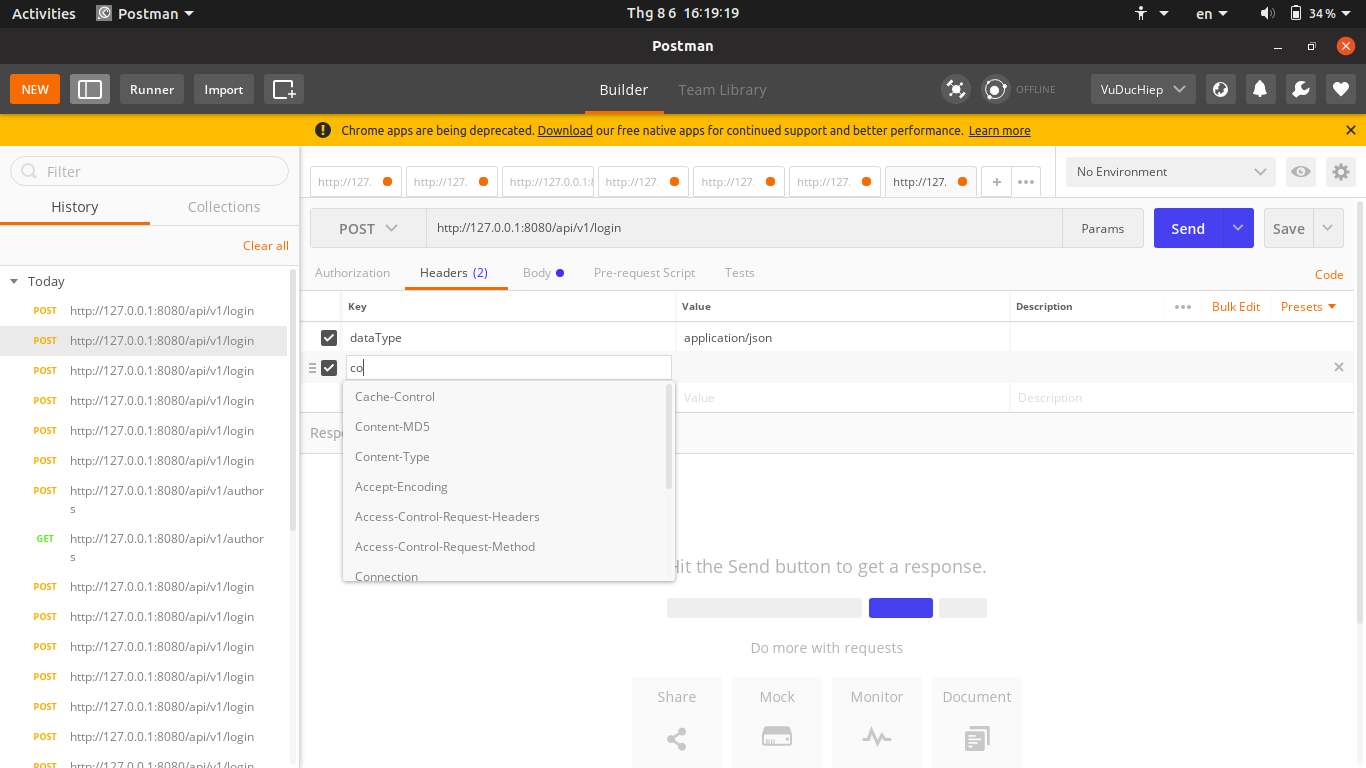 Activities Postman Thg 8 6 16:19:19 en 34 %
Postman
NEW Runner Import Builder Team Library OFFLINE VuDucHiep
Chrome apps are being deprecated. Download our free native apps for continued support and better performance. Learn more
Filter
History Collections
Clear all
Today
POST http://127.0.0.1:8080/api/v1/login
POST http://127.0.0.1:8080/api/v1/login
POST http://127.0.0.1:8080/api/v1/login
POST http://127.0.0.1:8080/api/v1/login
POST http://127.0.0.1:8080/api/v1/login
POST http://127.0.0.1:8080/api/v1/login
POST http://127.0.0.1:8080/api/v1/author
s
GET http://127.0.0.1:8080/api/v1/author
s
POST http://127.0.0.1:8080/api/v1/login
POST http://127.0.0.1:8080/api/v1/login
POST http://127.0.0.1:8080/api/v1/login
POST http://127.0.0.1:8080/api/v1/login
POST http://127.0.0.1:8080/api/v1/login
POST http://127.0.0.1:8080/api/v1/login
POST http://127.0.0.1:8080/api/v1/login
http://127. http://127. http://127.0.0.1:8 http://127. http://127. http://127. http://127. + No Environment
POST http://127.0.0.1:8080/api/v1/login Params Send Save
Authorization Headers (2) Body Pre-request Script Tests Code
Key Value Description Bulk Edit Presets
dataType application/json
co
Value Description
Cache-Control
Content-MD5
Content-Type
Accept-Encoding
Access-Control-Request-Headers
Access-Control-Request-Method
Connection
Respo
Hit the Send button to get a response.
Do more with requests
Share Mock Monitor Document